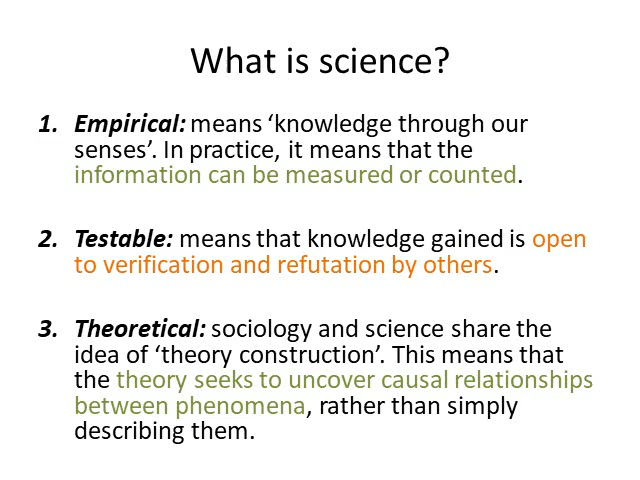 What is science?
1. Empirical: means ‘knowledge through our
senses’. In practice, it means that the
information can be measured or counted.
2. Testable: means that knowledge gained is open
to verification and refutation by others.
3. Theoretical: sociology and science share the
idea of ‘theory construction’. This means that
the theory seeks to uncover causal relationships
between phenomena, rather than simply
describing them.